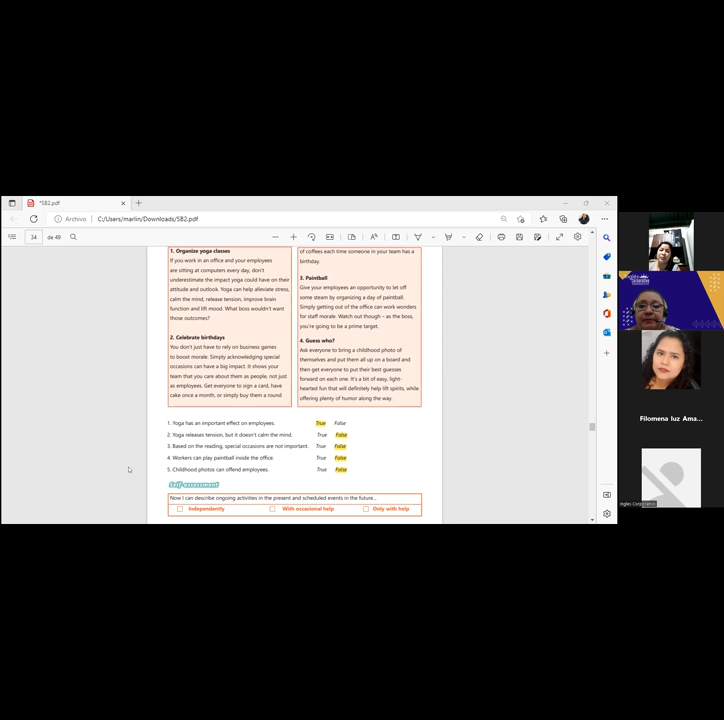 *SB2.pdf
Archivo
C:/Users/marlin/Downloads/SB2.pdf
34
de 49
1. Organize yoga classes
If you work in an office and your employees
are sitting at computers every day, don't
underestimate the impact yoga could have on their
attitude and outlook. Yoga can help alleviate stress,
calm the mind, release tension, improve brain
function and lift mood. What boss wouldn't want
those outcomes?
2. Celebrate birthdays
You don't just have to rely on business games
to boost morale. Simply acknowledging special
occasions can have a big impact. It shows your
team that you care about them as people, not just
as employees. Get everyone to sign a card, have
cake once a month, or simply buy them a round
of coffees each time someone in your team has a
birthday.
3. Paintball
Give your employees an opportunity to let off
some steam by organizing a day of paintball.
Simply getting out of the office can work wonders
for staff morale. Watch out though – as the boss,
you're going to be a prime target.
4. Guess who?
Ask everyone to bring a childhood photo of
themselves and put them all up on a board and
then get everyone to put their best guesses
forward on each one. It's a bit of easy, light-
hearted fun that will definitely help lift spirits, while
offering plenty of humor along the way.
1. Yoga has an important effect on employees. True False
2. Yoga releases tension, but it doesn't calm the mind. True False
3. Based on the reading, special occasions are not important. True False
4. Workers can play paintball inside the office. True False
5. Childhood photos can offend employees. True False
Self-assessment
Now I can describe ongoing activities in the present and scheduled events in the future...
Independently
With occasional help
Only with help
Filomena luz Ama...